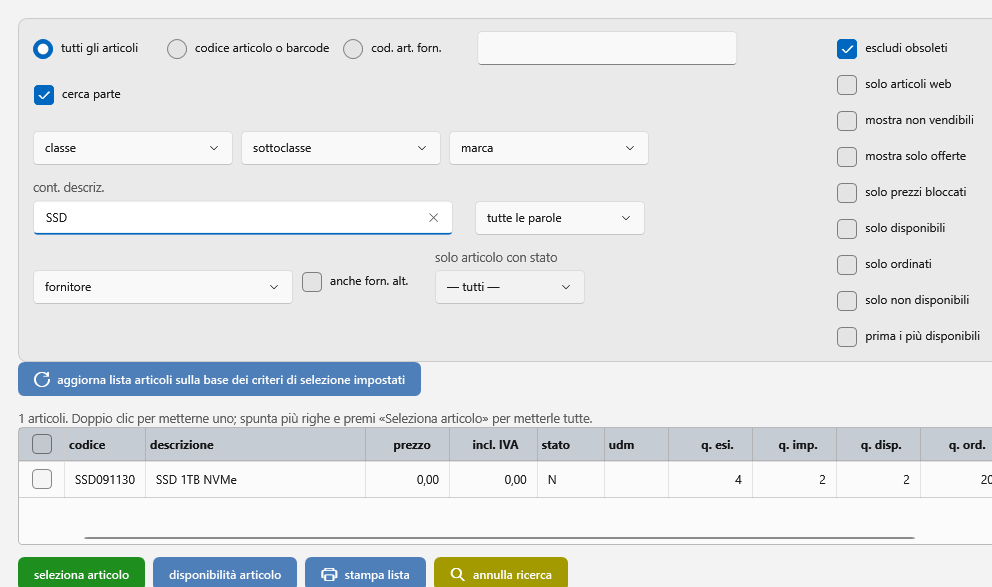 tutti gli articoli codice articolo o barcode cod. art. forn. escludi obsoleti
solo articoli web
cerca parte
mostra non vendibili
classe sottoclasse marca
mostra solo offerte
cont. descriz.
solo prezzi bloccati
SSD tutte le parole
solo disponibili
solo articolo con stato
solo ordinati
fornitore anche forn. alt. — tutti —
solo non disponibili
prima i più disponibili
aggiorna lista articoli sulla base dei criteri di selezione impostati
1 articoli. Doppio clic per metterne uno; spunta più righe e premi «Seleziona articolo» per metterle tutte.
codice descrizione prezzo incl. IVA stato udm q. esi. q. imp. q. disp. q. ord.
SSD091130 SSD 1TB NVMe 0,00 0,00 N 4 2 2 20
seleziona articolo disponibilità articolo stampa lista annulla ricerca